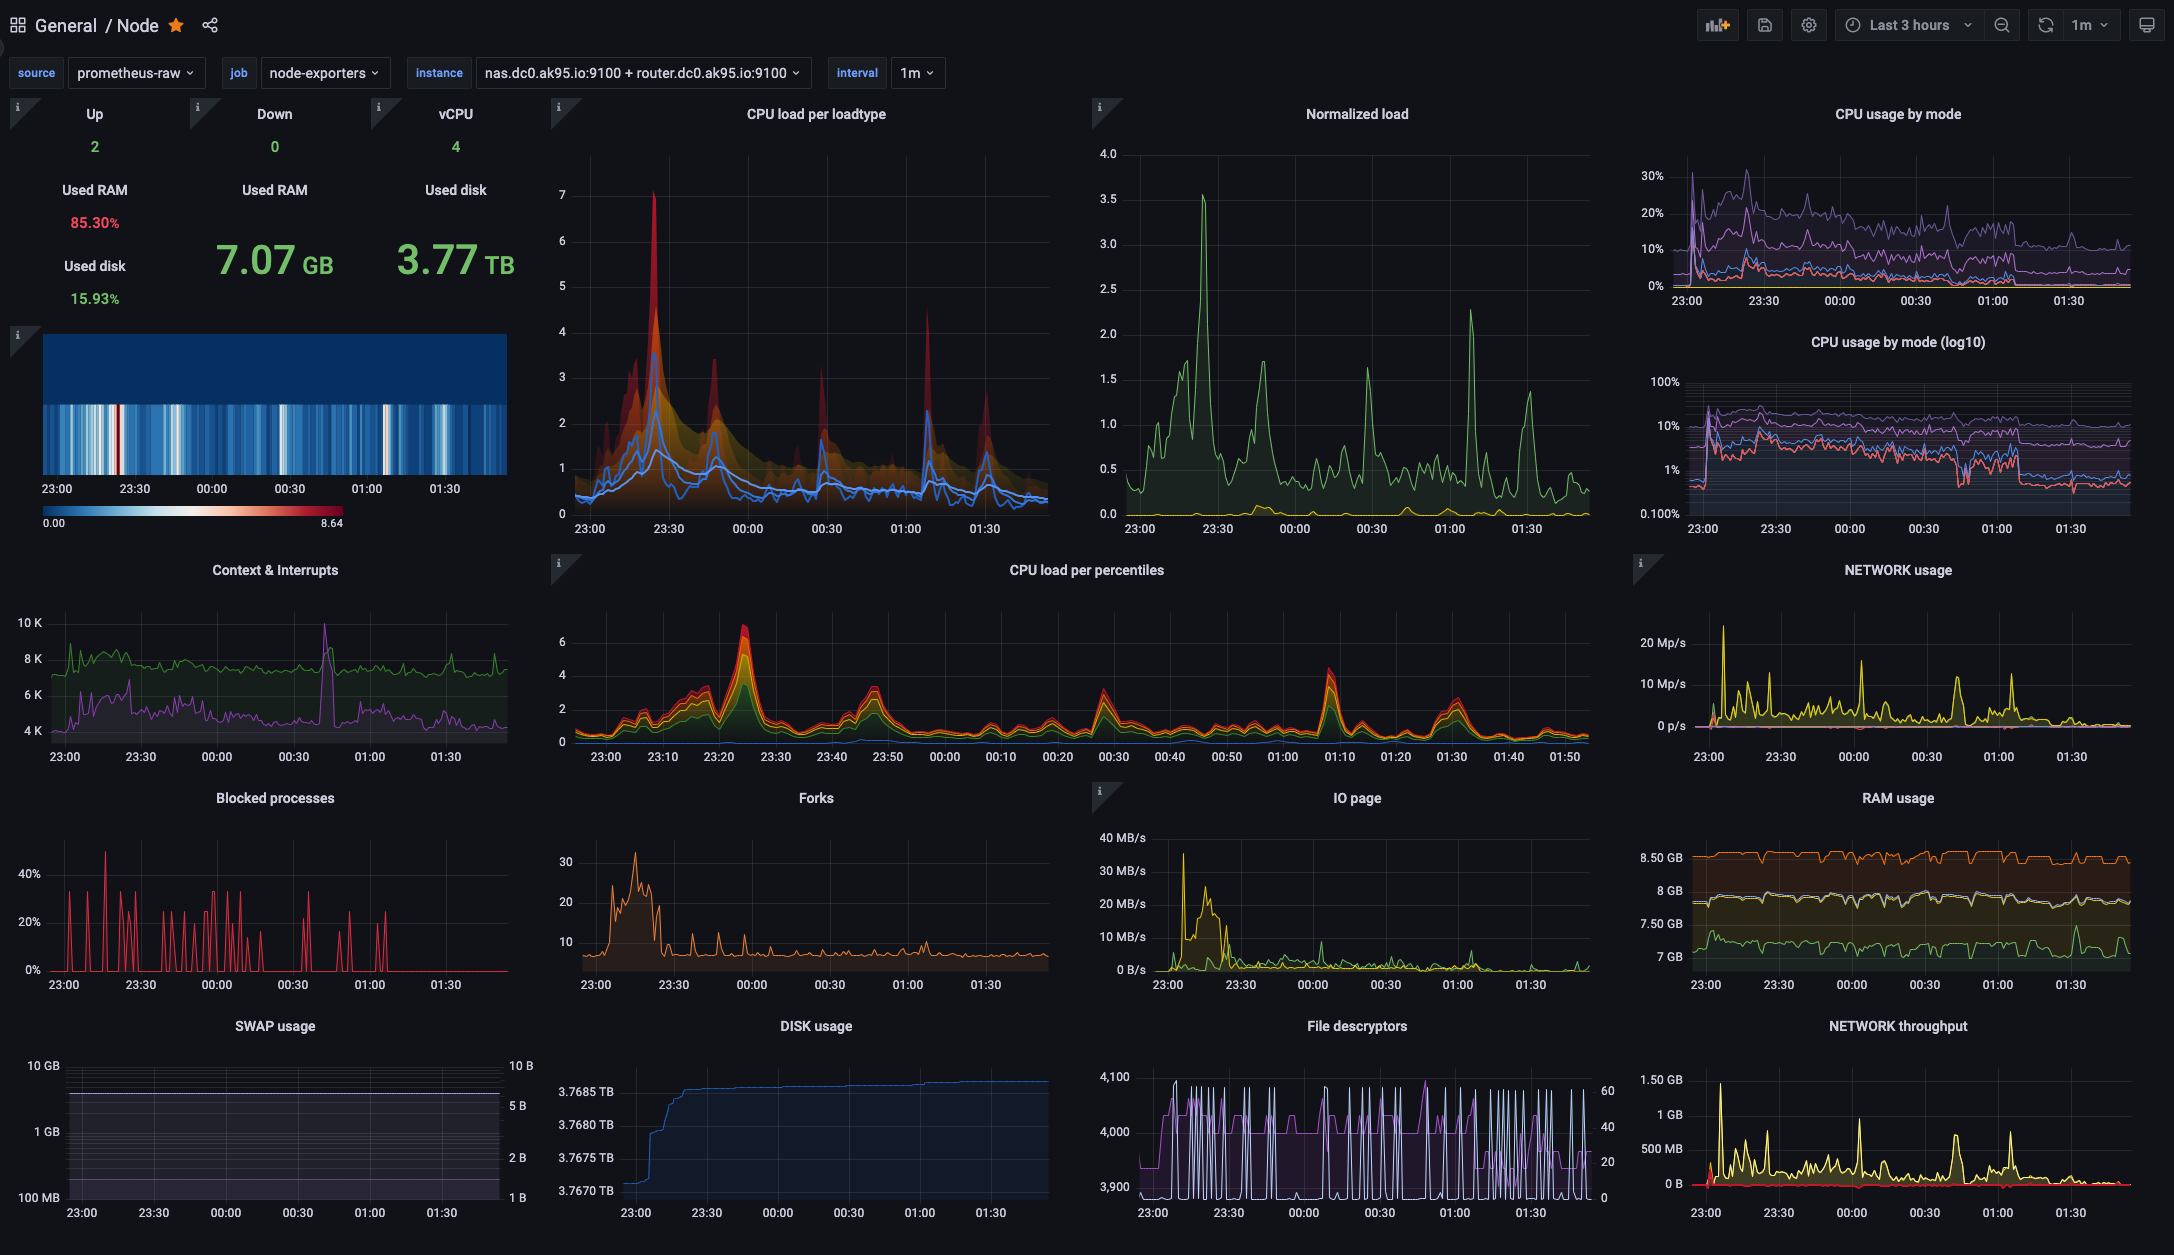 General / Node
Last 3 hours
1m
source prometheus-raw job node-exporters instance nas.dc0.ak95.io:9100 + router.dc0.ak95.io:9100 interval 1m
Up
2
Down
0
vCPU
4
Used RAM
85.30%
Used RAM
7.07 GB
Used disk
3.77 TB
Used disk
15.93%
23:00 23:30 00:00 00:30 01:00 01:30
0.00 8.64
CPU load per loadtype
7
6
5
4
3
2
1
0
23:00 23:30 00:00 00:30 01:00 01:30
Normalized load
4.0
3.5
3.0
2.5
2.0
1.5
1.0
0.5
0.0
23:00 23:30 00:00 00:30 01:00 01:30
CPU usage by mode
30%
20%
10%
0%
23:00 23:30 00:00 00:30 01:00 01:30
CPU usage by mode (log10)
100%
10%
1%
0.100%
23:00 23:30 00:00 00:30 01:00 01:30
Context & Interrupts
10 K
8 K
6 K
4 K
23:00 23:30 00:00 00:30 01:00 01:30
CPU load per percentiles
6
4
2
0
23:00 23:10 23:20 23:30 23:40 23:50 00:00 00:10 00:20 00:30 00:40 00:50 01:00 01:10 01:20 01:30 01:40 01:50
NETWORK usage
20 Mp/s
10 Mp/s
0 p/s
23:00 23:30 00:00 00:30 01:00 01:30
Blocked processes
40%
20%
0%
23:00 23:30 00:00 00:30 01:00 01:30
Forks
30
20
10
23:00 23:30 00:00 00:30 01:00 01:30
IO page
40 MB/s
30 MB/s
20 MB/s
10 MB/s
0 B/s
23:00 23:30 00:00 00:30 01:00 01:30
RAM usage
8.50 GB
8 GB
7.50 GB
7 GB
23:00 23:30 00:00 00:30 01:00 01:30
SWAP usage
10 GB
1 GB
100 MB
10 B
5 B
2 B
1 B
23:00 23:30 00:00 00:30 01:00 01:30
DISK usage
3.7685 TB
3.7680 TB
3.7675 TB
3.7670 TB
23:00 23:30 00:00 00:30 01:00 01:30
File descryptors
4,100
4,000
3,900
60
40
20
0
23:00 23:30 00:00 00:30 01:00 01:30
NETWORK throughput
1.50 GB
1 GB
500 MB
0 B
23:00 23:30 00:00 00:30 01:00 01:30